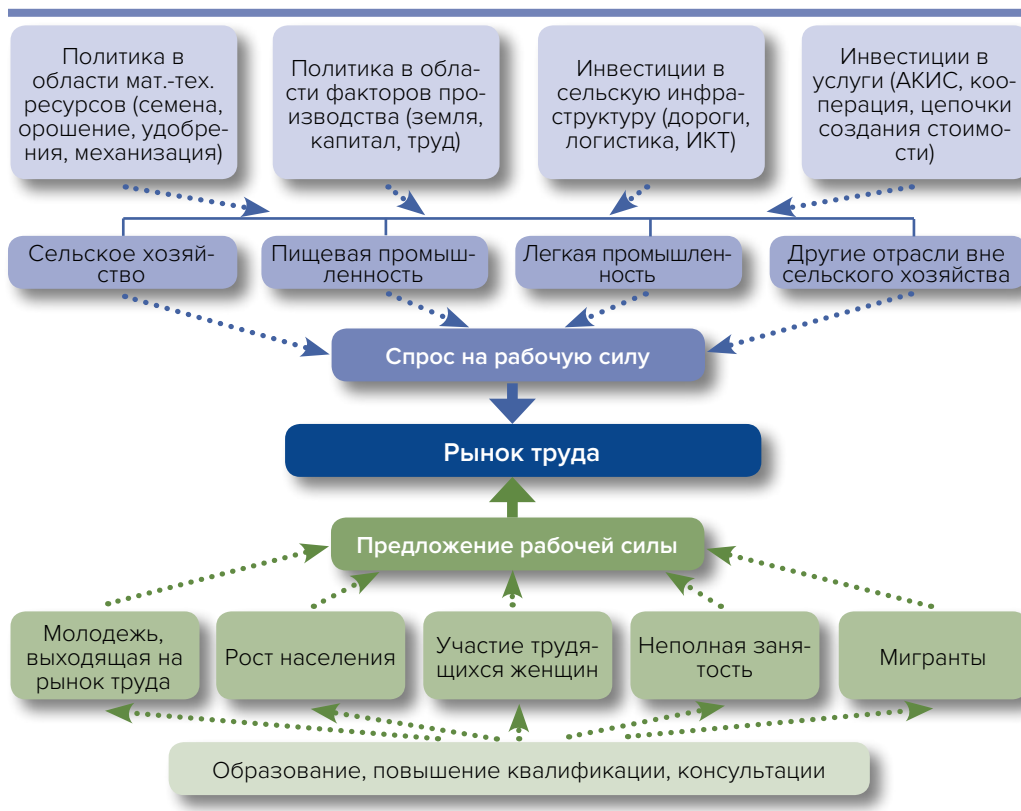 Политика в
области мат.-тех.
ресурсов (семена,
орошение, удобре-
ния, механизация)
Политика в обла-
сти факторов про-
изводства (земля,
капитал, труд)
Инвестиции в
сельскую инфра-
структуру (дороги,
логистика, ИКТ)
Инвестиции в
услуги (АКИС, коо-
перация, цепочки
создания стоимо-
сти)
Сельское хозяй-
ство
Пищевая промыш-
ленность
Легкая промышлен-
ность
Другие отрасли вне
сельского хозяйства
Спрос на рабочую силу
Рынок труда
Предложение рабочей силы
Молодежь,
выходящая на
рынок труда
Рост населения
Участие трудя-
щихся женщин
Неполная заня-
тость
Мигранты
Образование, повышение квалификации, консультации